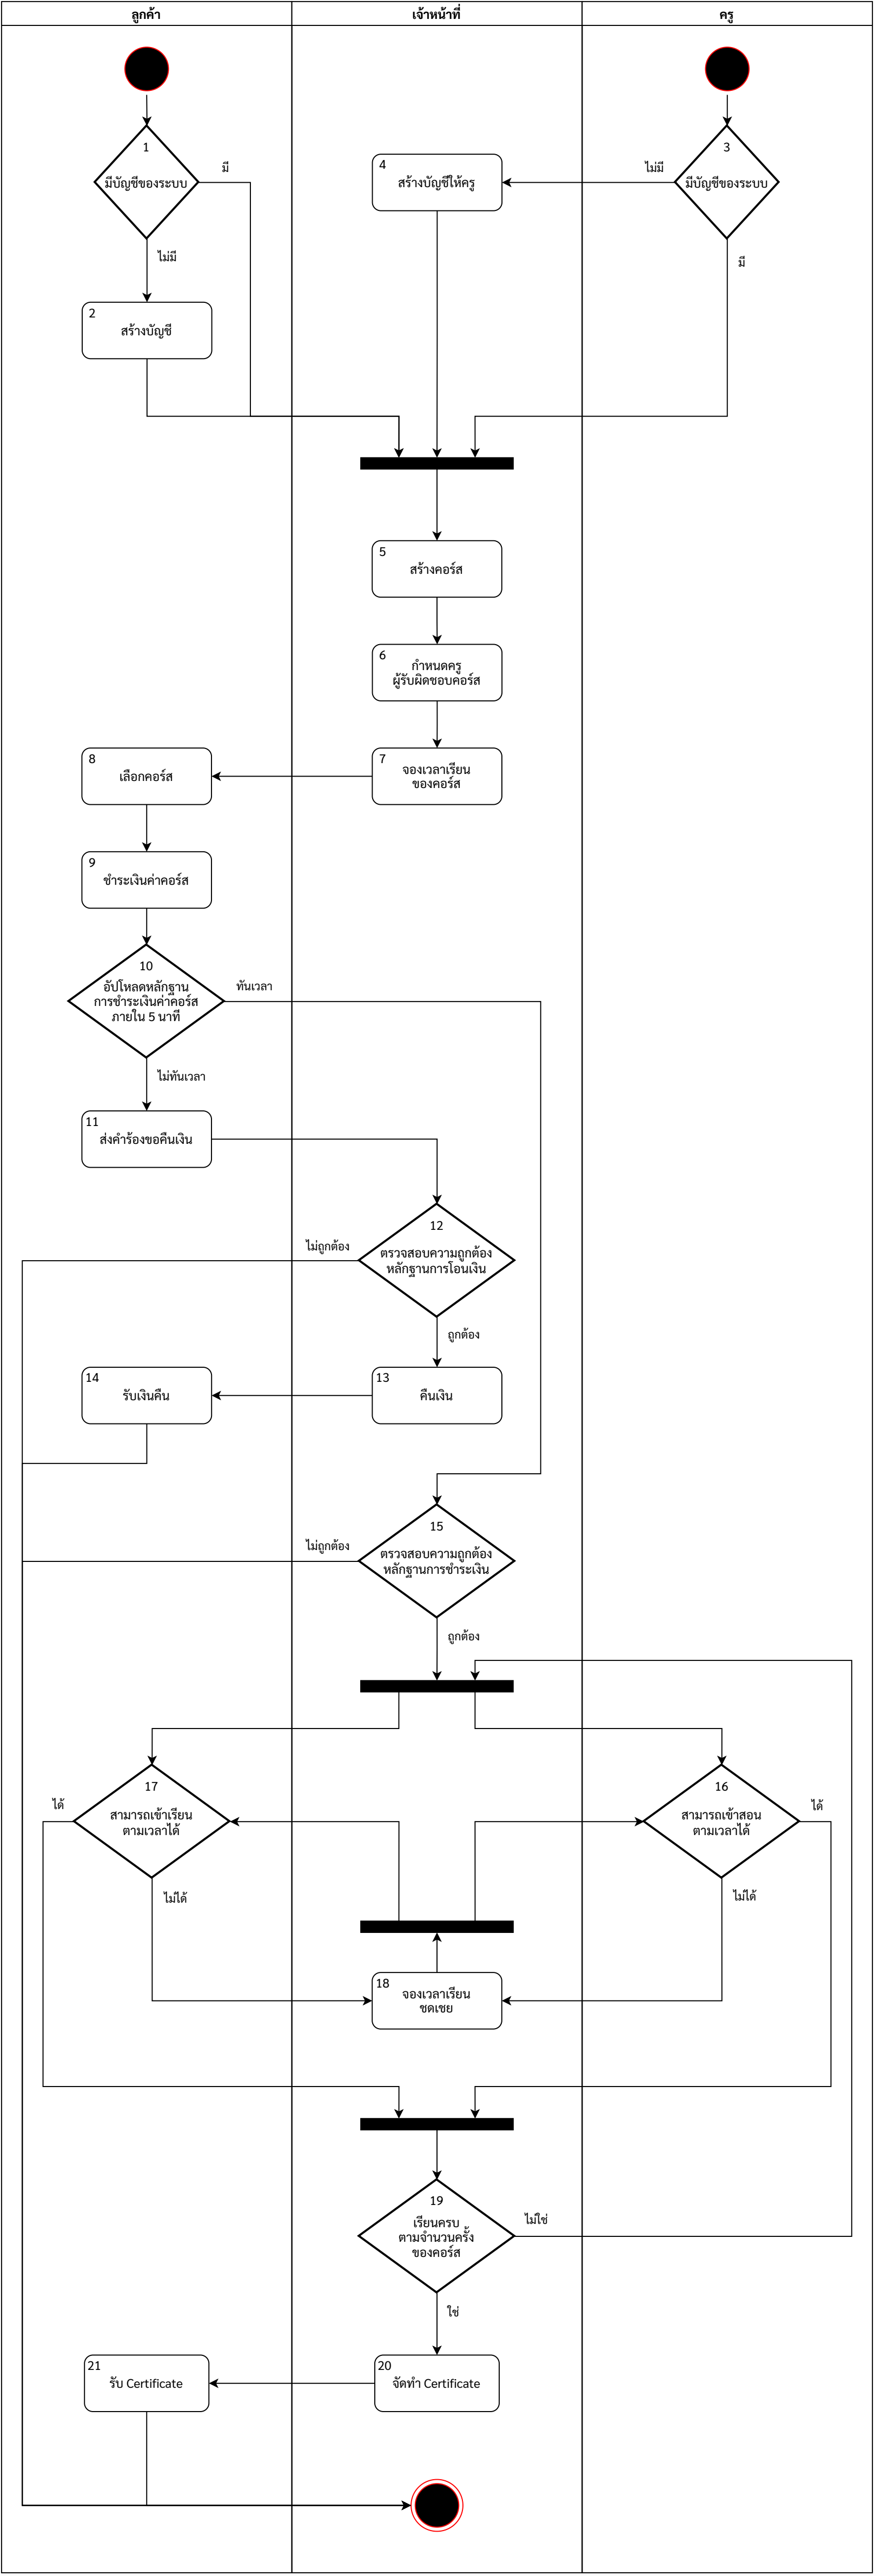 ลูกค้า
เจ้าหน้าที่
ครู
1
มีบัญชีของระบบ
มี
ไม่มี
4
สร้างบัญชีให้ครู
ไม่มี
3
มีบัญชีของระบบ
มี
2
สร้างบัญชี
5
สร้างคอร์ส
6
กำหนดครู
ผู้รับผิดชอบคอร์ส
7
จองเวลาเรียน
ของคอร์ส
8
เลือกคอร์ส
9
ชำระเงินค่าคอร์ส
10
อัปโหลดหลักฐาน
การชำระเงินค่าคอร์ส
ภายใน 5 นาที
ทันเวลา
ไม่ทันเวลา
11
ส่งคำร้องขอคืนเงิน
12
ตรวจสอบความถูกต้อง
หลักฐานการโอนเงิน
ไม่ถูกต้อง
ถูกต้อง
13
คืนเงิน
14
รับเงินคืน
15
ตรวจสอบความถูกต้อง
หลักฐานการชำระเงิน
ไม่ถูกต้อง
ถูกต้อง
17
สามารถเข้าเรียน
ตามเวลาได้
ได้
ไม่ได้
16
สามารถเข้าสอน
ตามเวลาได้
ได้
ไม่ได้
18
จองเวลาเรียน
ชดเชย
19
เรียนครบ
ตามจำนวนครั้ง
ของคอร์ส
ไม่ใช่
ใช่
20
จัดทำ Certificate
21
รับ Certificate